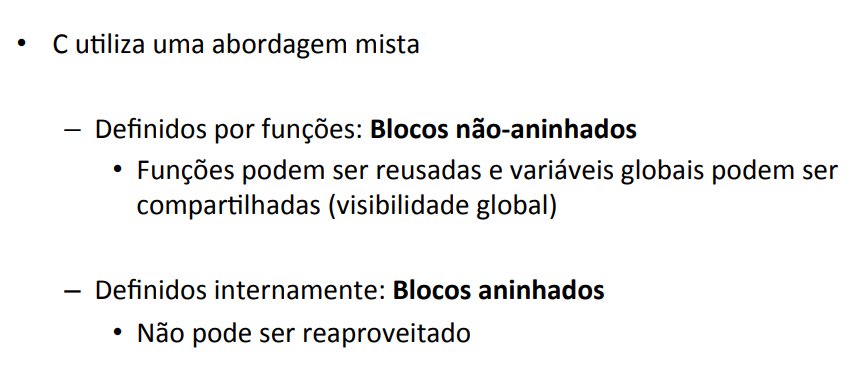 • C utiliza uma abordagem mista
– Definidos por funções: Blocos não-aninhados
• Funções podem ser reusadas e variáveis globais podem ser
compartilhadas (visibilidade global)
– Definidos internamente: Blocos aninhados
• Não pode ser reaproveitado